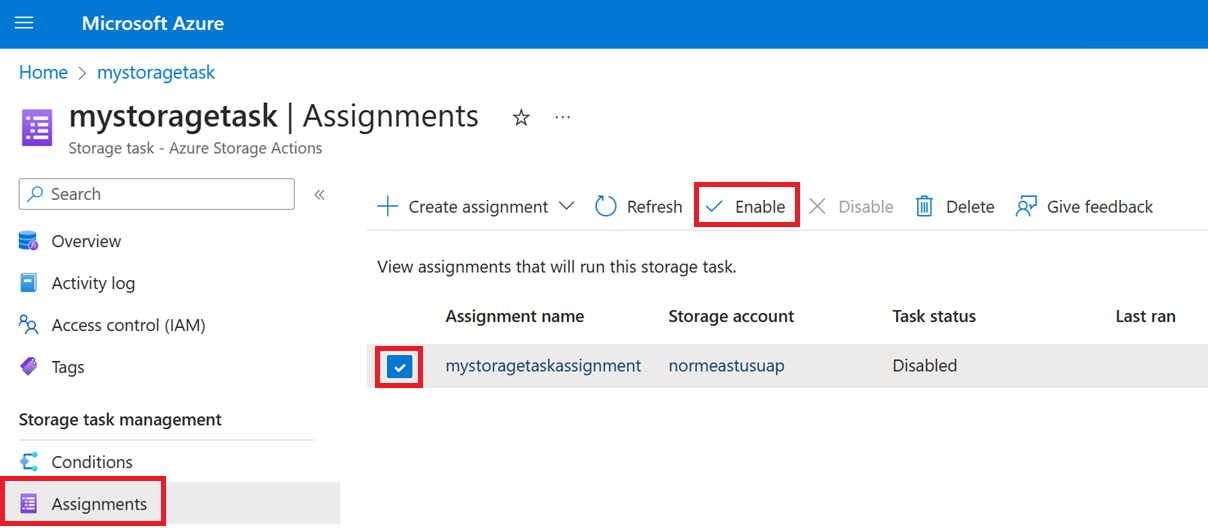 Microsoft Azure
Home > mystoragetask
mystoragetask | Assignments
Storage task - Azure Storage Actions
Search
Overview
Activity log
Access control (IAM)
Tags
Storage task management
Conditions
Assignments
Create assignment Refresh Enable Disable Delete Give feedback
View assignments that will run this storage task.
Assignment name Storage account Task status Last ran
mystoragetaskassignment normeastusuap Disabled